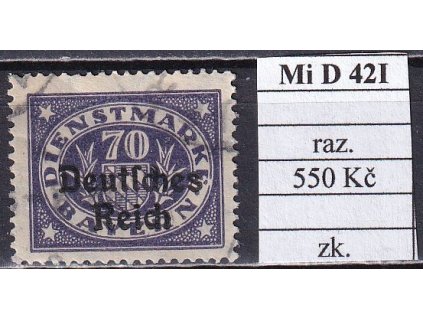 DIENSTMARKE
70
Deutsches
Reich
Mi D 42I
raz.
550 Kč
zk.